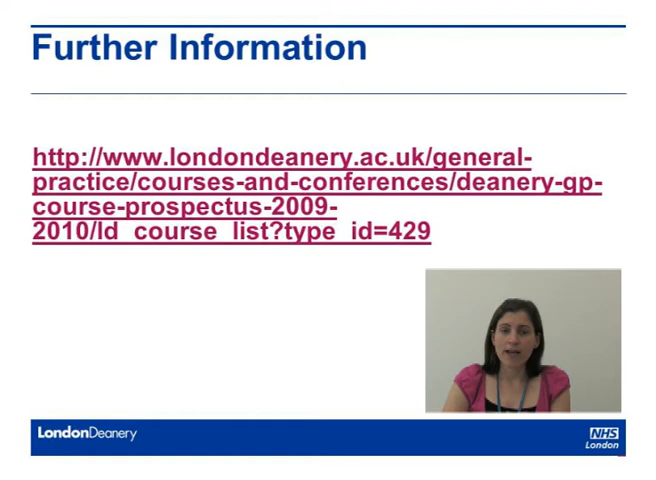 Further Information
http://www.londondeanery.ac.uk/general-
practice/courses-and-conferences/deanery-gp-
course-prospectus-2009-
2010/ld_course_list?type_id=429
LondonDeanery
NHS
London